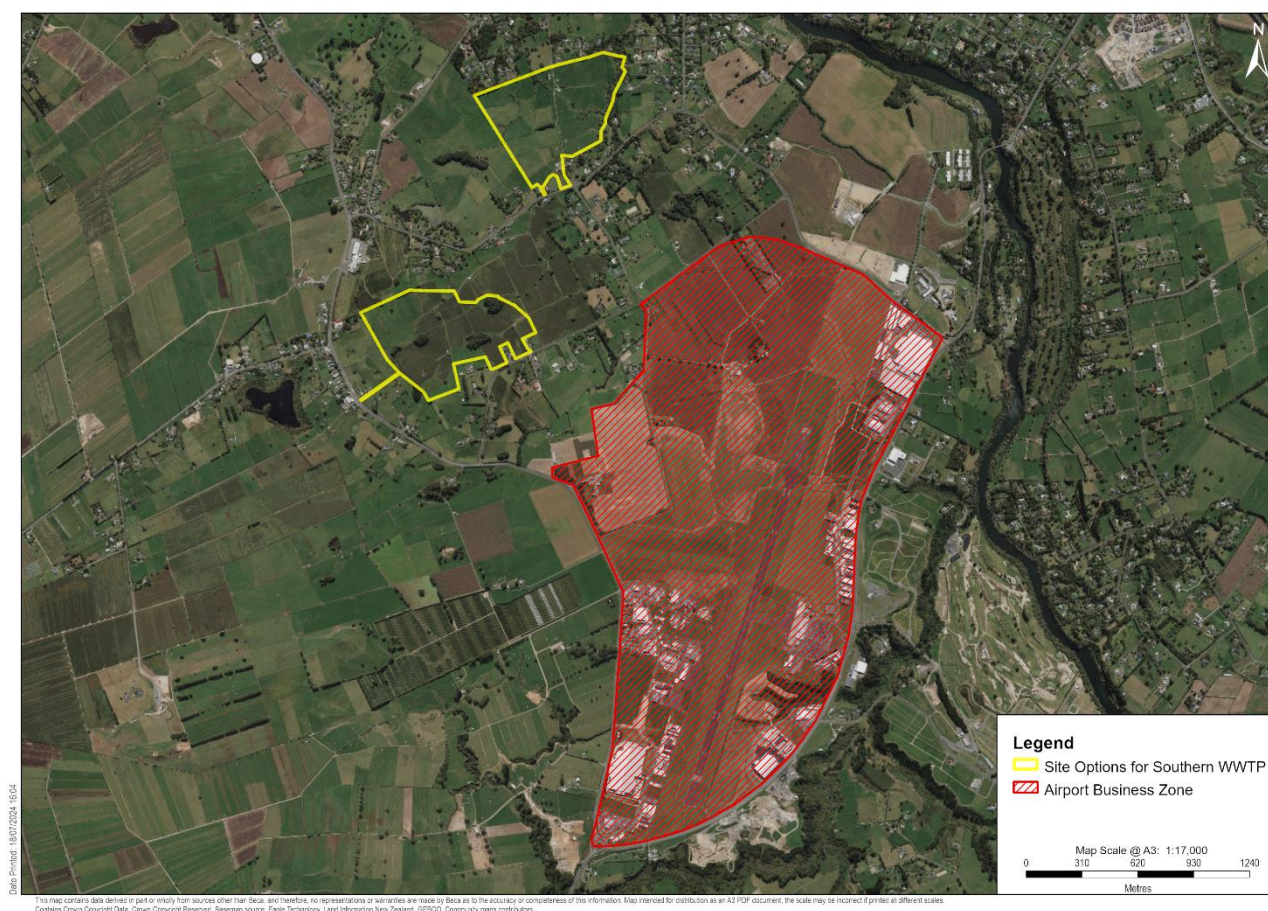 N
Legend
Site Options for Southern WWTP
Airport Business Zone
Map Scale @ A3: 1:17,000
0 310 620 930 1240
Metres
Date Printed: 18/07/2024 16:04
This map contains data derived in part or wholly from sources other than Beca, and therefore, no representations or warranties are made by Beca as to the accuracy or completeness of this information. Map intended for distribution as an A3 PDF document, the scale may be incorrect if printed at different scales.
Contains Crown Copyright Data. Crown Copyright Reserved. Basemap source: Eagle Technology, Land Information New Zealand, GEBCO, Community maps contributors